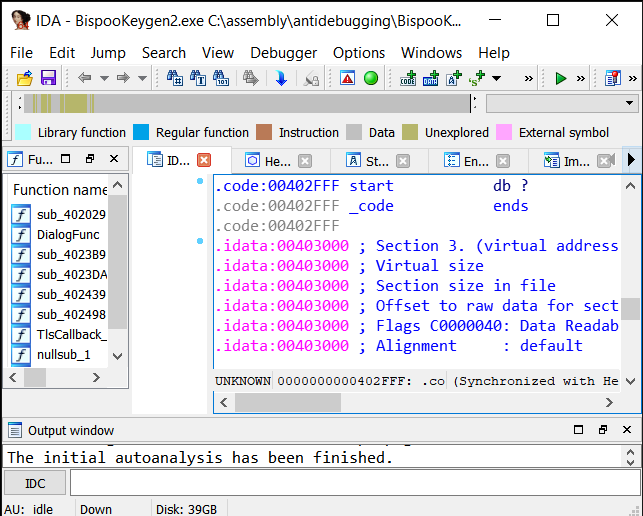 IDA - BispooKeygen2.exe C:\assembly\antidebugging\BispooK...
File Edit Jump Search View Debugger Options Windows Help
Library function Regular function Instruction Data Unexplored External symbol
Fu... ID... He... St... En... Im...
Function name
sub_402029
DialogFunc
sub_4023B9
sub_4023DA
sub_402439
sub_402498
TlsCallback_
nullsub_1
.code:00402FFF start db ?
.code:00402FFF _code ends
.code:00402FFF
.idata:00403000 ; Section 3. (virtual address
.idata:00403000 ; Virtual size
.idata:00403000 ; Section size in file
.idata:00403000 ; Offset to raw data for sect
.idata:00403000 ; Flags C0000040: Data Readab
.idata:00403000 ; Alignment : default
UNKNOWN 0000000000402FFF: .co (Synchronized with He
Output window
The initial autoanalysis has been finished.
IDC
AU: idle Down Disk: 39GB